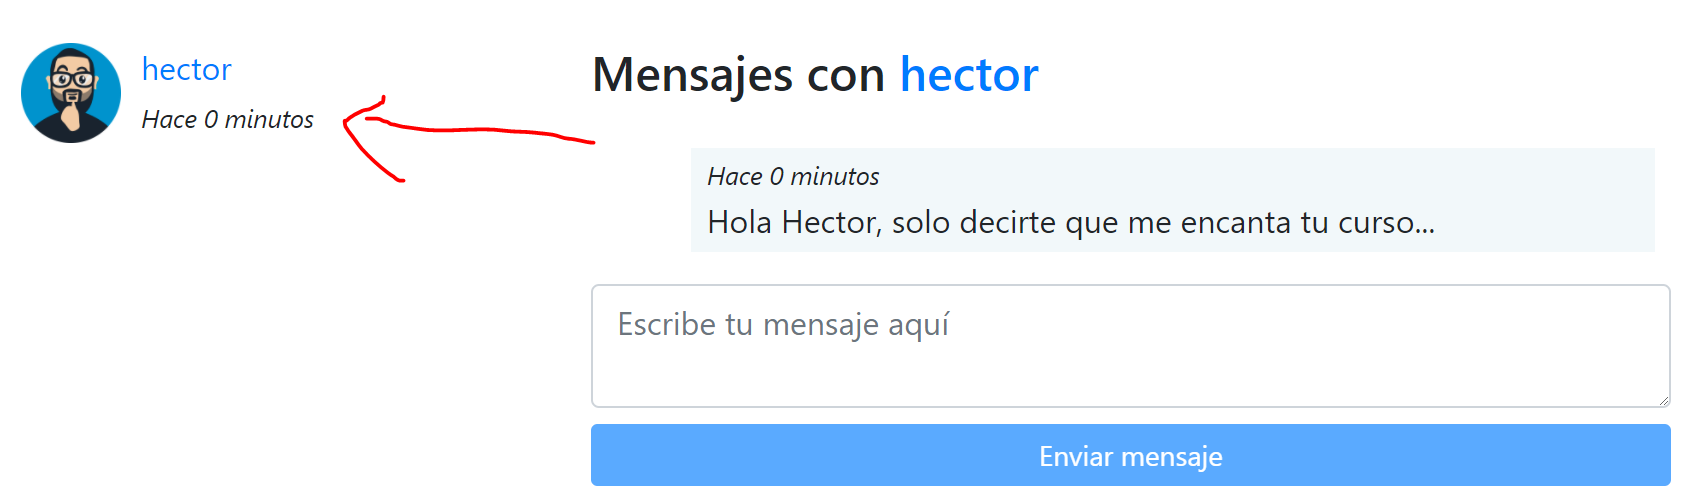 hector
Hace 0 minutos
Mensajes con hector
Hace 0 minutos
Hola Hector, solo decirte que me encanta tu curso...
Escribe tu mensaje aquí
Enviar mensaje